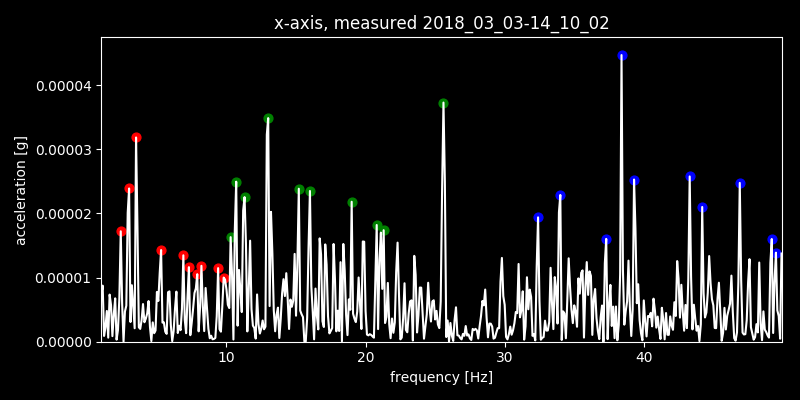 x-axis, measured 2018_03_03-14_10_02
acceleration [g]
0.00004
0.00003
0.00002
0.00001
0.00000
10 20 30 40
frequency [Hz]